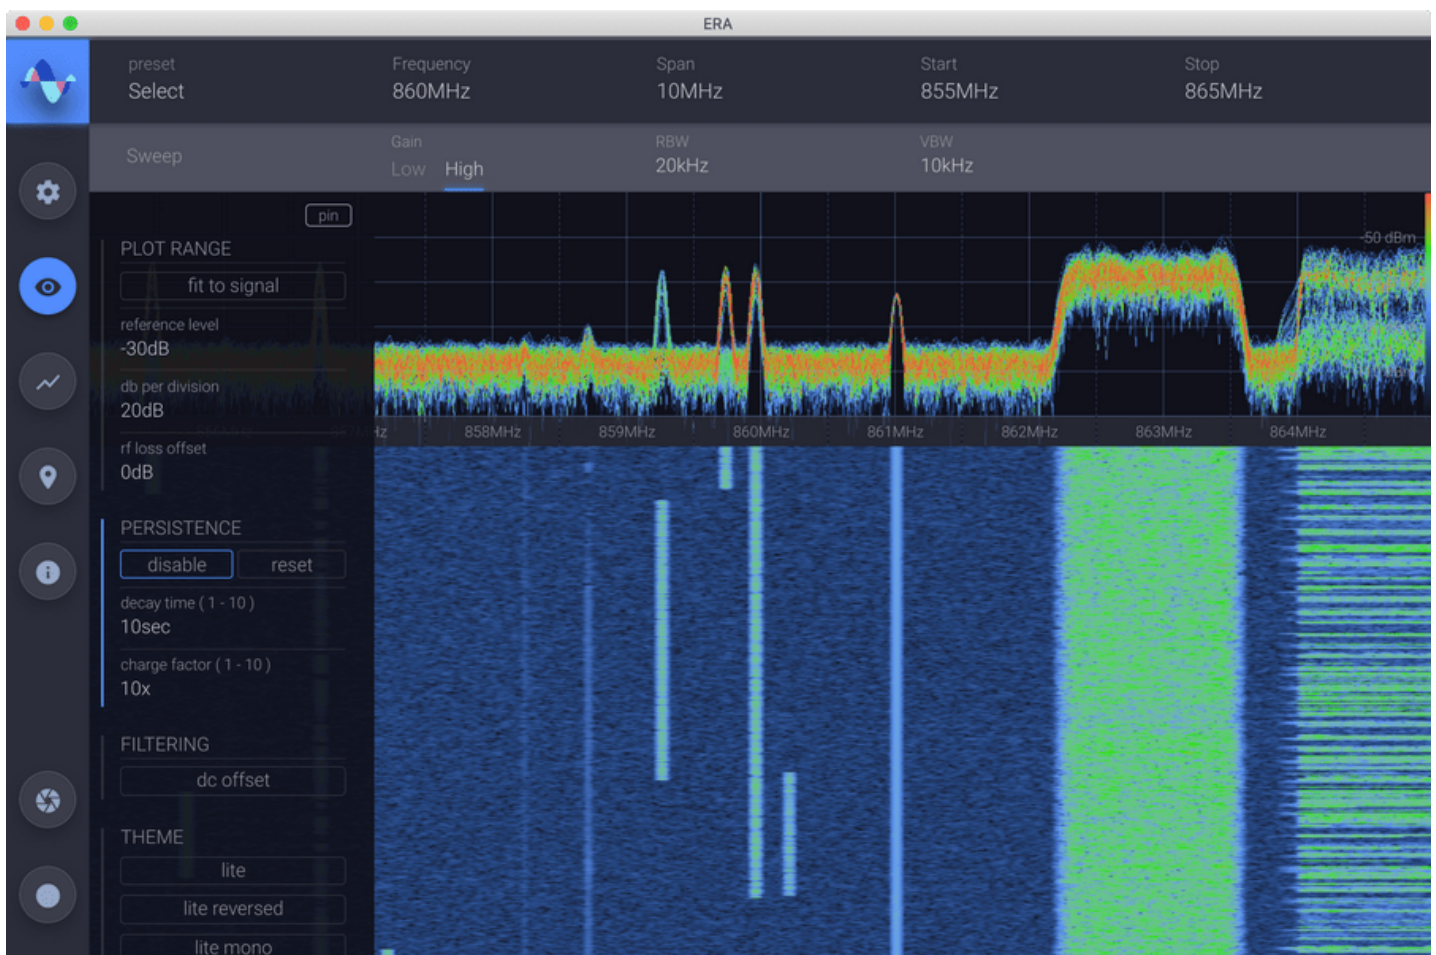 ERA
preset Frequency Span Start Stop
Select 860MHz 10MHz 855MHz 865MHz
Sweep Gain RBW VBW
Low High 20kHz 10kHz
pin
PLOT RANGE
fit to signal
reference level
-30dB
db per division
20dB
rf loss offset
0dB
PERSISTENCE
disable reset
decay time ( 1 - 10 )
10sec
charge factor ( 1 - 10 )
10x
FILTERING
dc offset
THEME
lite
lite reversed
lite mono
-50 dBm
858MHz 859MHz 860MHz 861MHz 862MHz 863MHz 864MHz